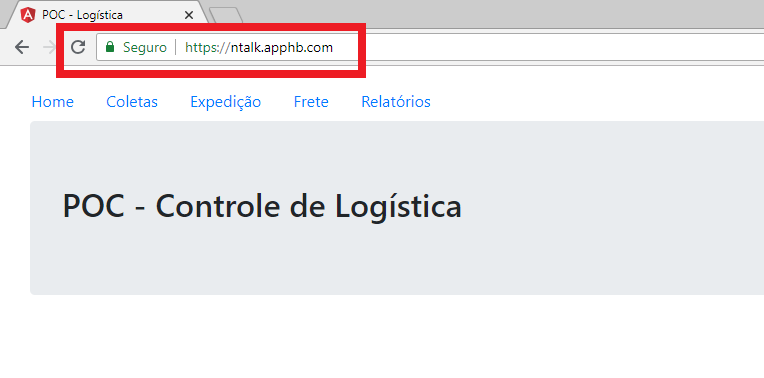 POC - Logística
Seguro https://ntalk.apphb.com
Home Coletas Expedição Frete Relatórios
POC - Controle de Logística